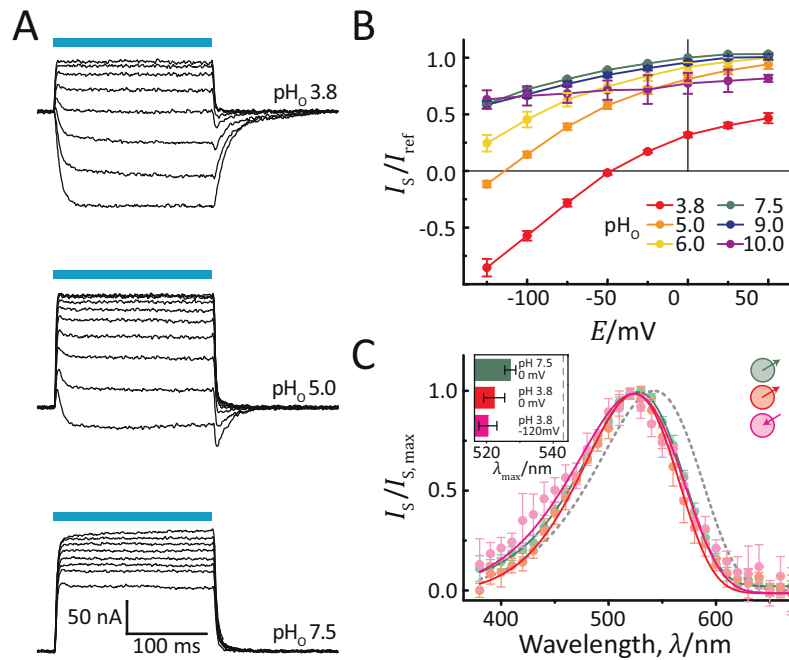 A
pHO 3.8
pHO 5.0
50 nA
100 ms
pHO 7.5
B
1.0
0.5
0.0
-0.5
IS/Iref
pHO
3.8 7.5
5.0 9.0
6.0 10.0
-100 -50 0 50
E/mV
C
1.0
0.5
0.0
IS/IS, max
pH 7.5
0 mV
pH 3.8
0 mV
pH 3.8
-120mV
520 540
λmax/nm
400 500 600
Wavelength, λ/nm